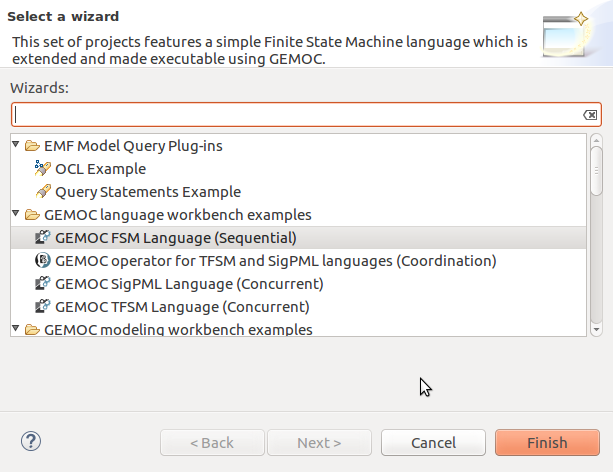 Select a wizard
This set of projects features a simple Finite State Machine language which is
extended and made executable using GEMOC.
Wizards:
EMF Model Query Plug-ins
OCL Example
Query Statements Example
GEMOC language workbench examples
GEMOC FSM Language (Sequential)
GEMOC operator for TFSM and SigPML languages (Coordination)
GEMOC SigPML Language (Concurrent)
GEMOC TFSM Language (Concurrent)
GEMOC modeling workbench examples
? < Back Next > Cancel Finish